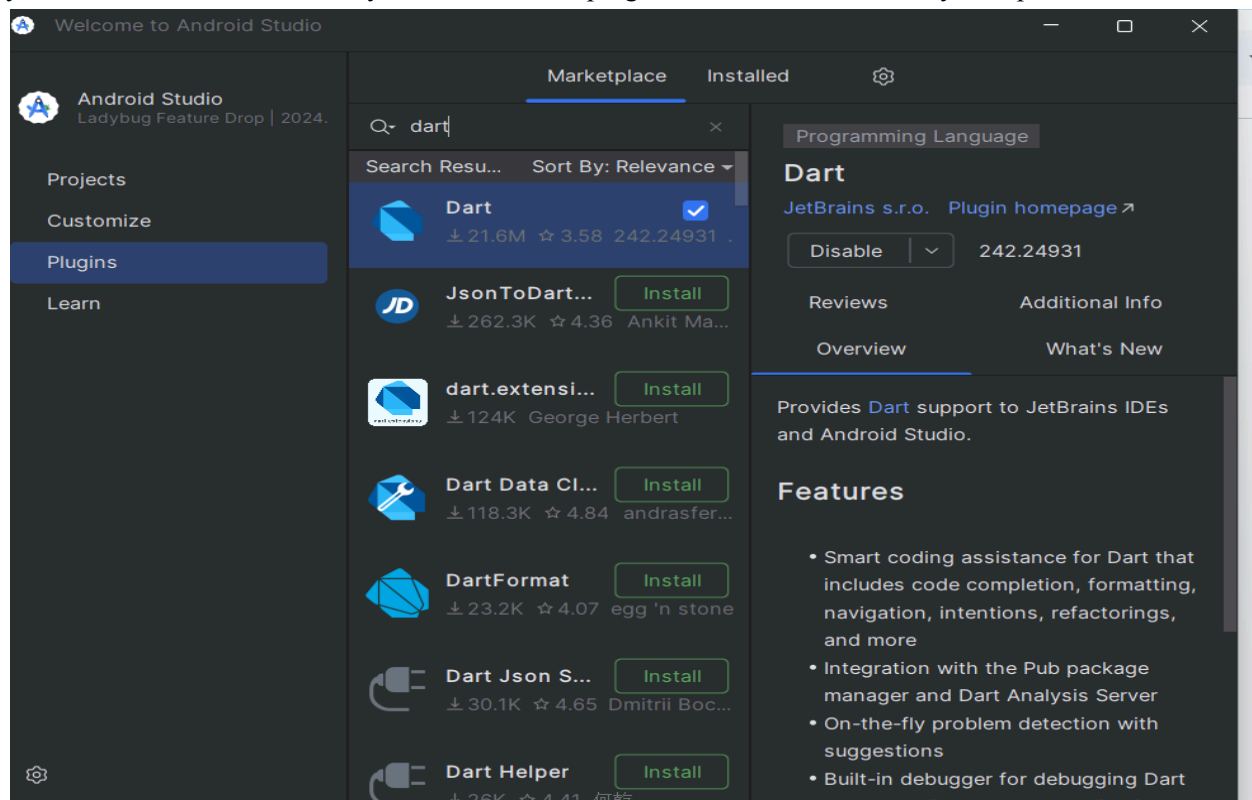 Welcome to Android Studio
Android Studio
Ladybug Feature Drop | 2024.
Projects
Customize
Plugins
Learn
Marketplace Installed
dart
Search Resu... Sort By: Relevance
Dart
21.6M 3.58 242.24931 .
JsonToDart... Install
262.3K 4.36 Ankit Ma...
dart.extensi... Install
124K George Herbert
Dart Data Cl... Install
118.3K 4.84 andrasfer...
DartFormat Install
23.2K 4.07 egg 'n stone
Dart Json S... Install
30.1K 4.65 Dmitrii Boc...
Dart Helper Install
26K 4.41
Programming Language
Dart
JetBrains s.r.o. Plugin homepage ↗
Disable 242.24931
Reviews Additional Info
Overview What's New
Provides Dart support to JetBrains IDEs
and Android Studio.
Features
• Smart coding assistance for Dart that
includes code completion, formatting,
navigation, intentions, refactorings,
and more
• Integration with the Pub package
manager and Dart Analysis Server
• On-the-fly problem detection with
suggestions
• Built-in debugger for debugging Dart